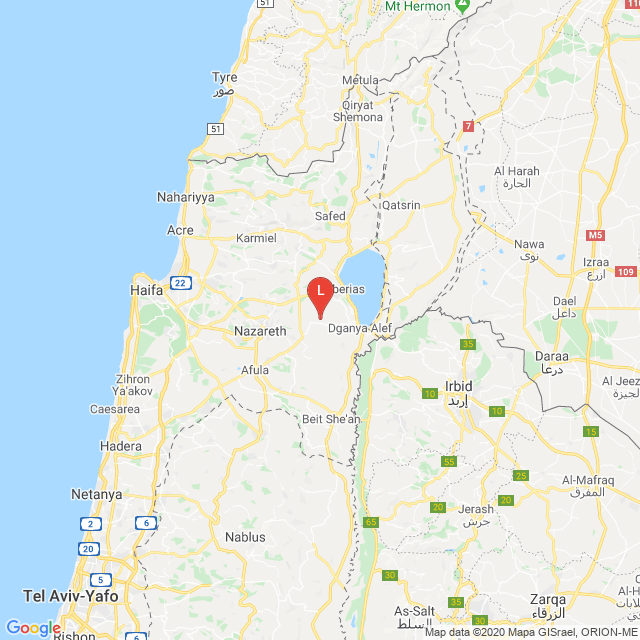 51
Mt Hermon
Tyre
صور
Metula
Qiryat
Shemona
51
7
Al Harah
الحارة
Nahariyya
Qatsrin
Safed
Acre
Karmiel
M5
Nawa
نوى
Izraa
ازرع
109
22
Haifa
L
berias
Dael
داعل
Nazareth
Dganya Alef
35
Daraa
درعا
Afula
Zihron
Ya'akov
Irbid
إربد
Al Jeez
الجيزة
10
10
Caesarea
Beit She'an
Hadera
15
55
25
Al-Mafraq
المفرق
Netanya
20
20
Jerash
جرش
2
6
65
6
Nablus
20
5
30
Tel Aviv-Yafo
Zarqa
الزرقاء
65
35
As-Salt
السلط
Rishon
Google
Map data ©2020 Mapa GISrael, ORION-ME